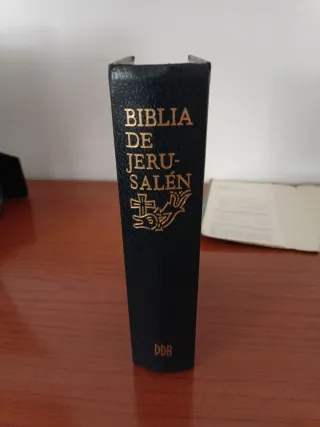 BIBLIA
DE
JERU-
SALÉN
DDB